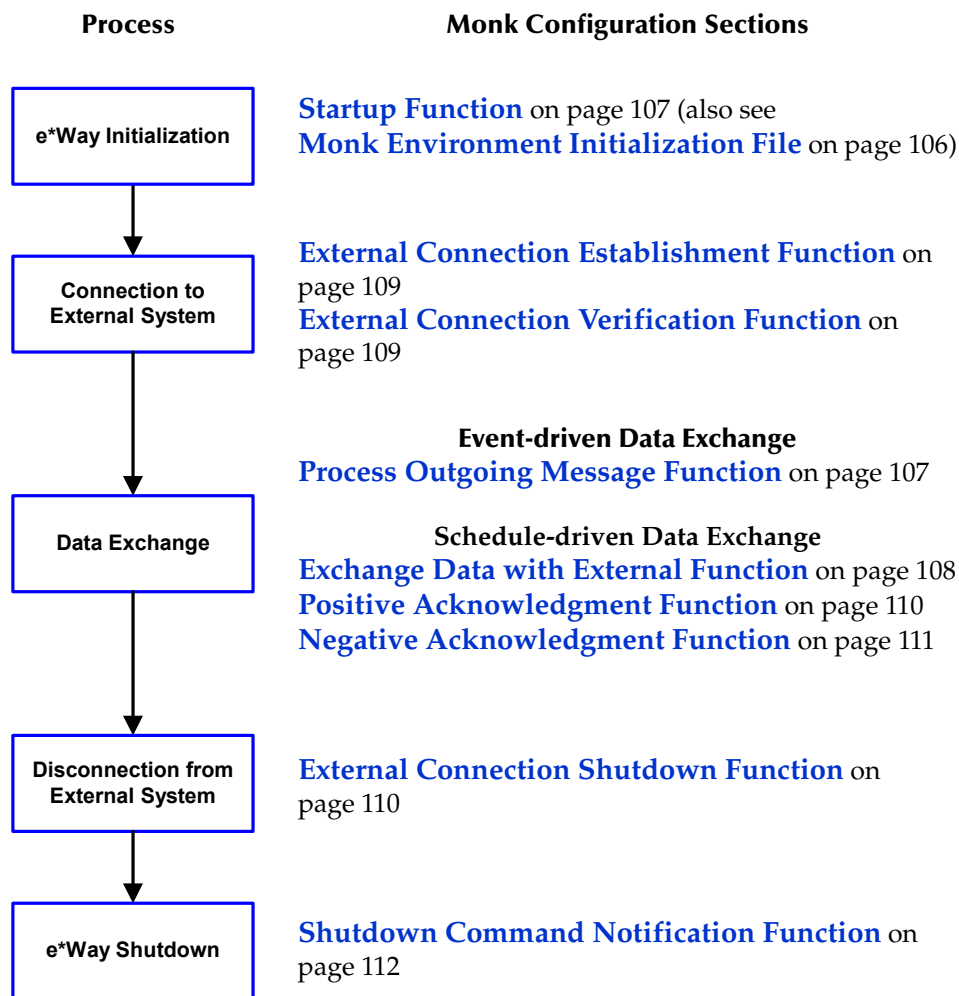 Process
Monk Configuration Sections
e*Way Initialization
Startup Function on page 107 (also see
Monk Environment Initialization File on page 106)
Connection to
External System
External Connection Establishment Function on
page 109
External Connection Verification Function on
page 109
Data Exchange
Event-driven Data Exchange
Process Outgoing Message Function on page 107
Schedule-driven Data Exchange
Exchange Data with External Function on page 108
Positive Acknowledgment Function on page 110
Negative Acknowledgment Function on page 111
Disconnection from
External System
External Connection Shutdown Function on
page 110
e*Way Shutdown
Shutdown Command Notification Function on
page 112